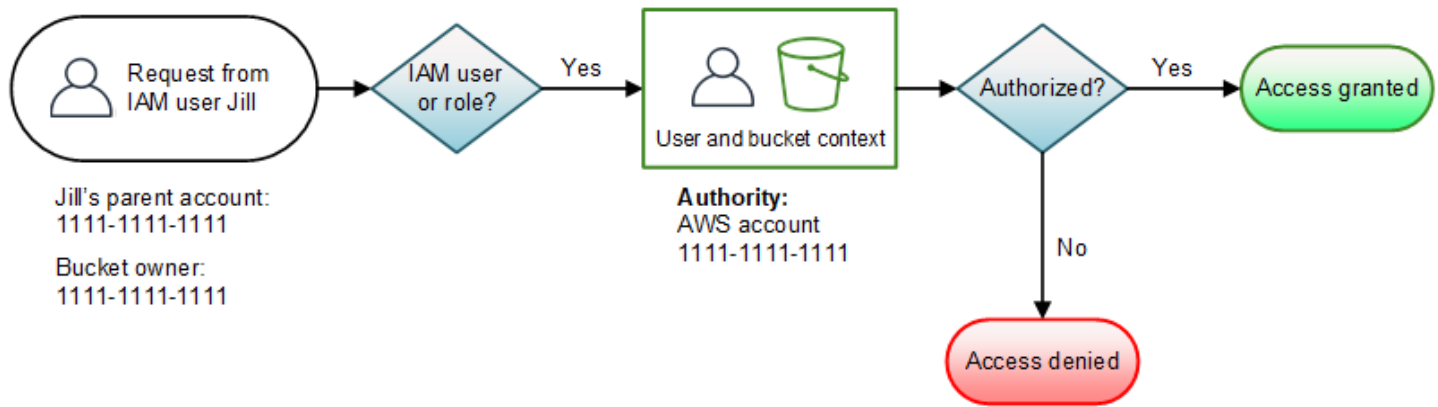 Request from
IAM user Jill
IAM user
or role?
Yes
User and bucket context
Authorized?
Yes
Access granted
Jill's parent account:
1111-1111-1111
Bucket owner:
1111-1111-1111
Authority:
AWS account
1111-1111-1111
No
Access denied